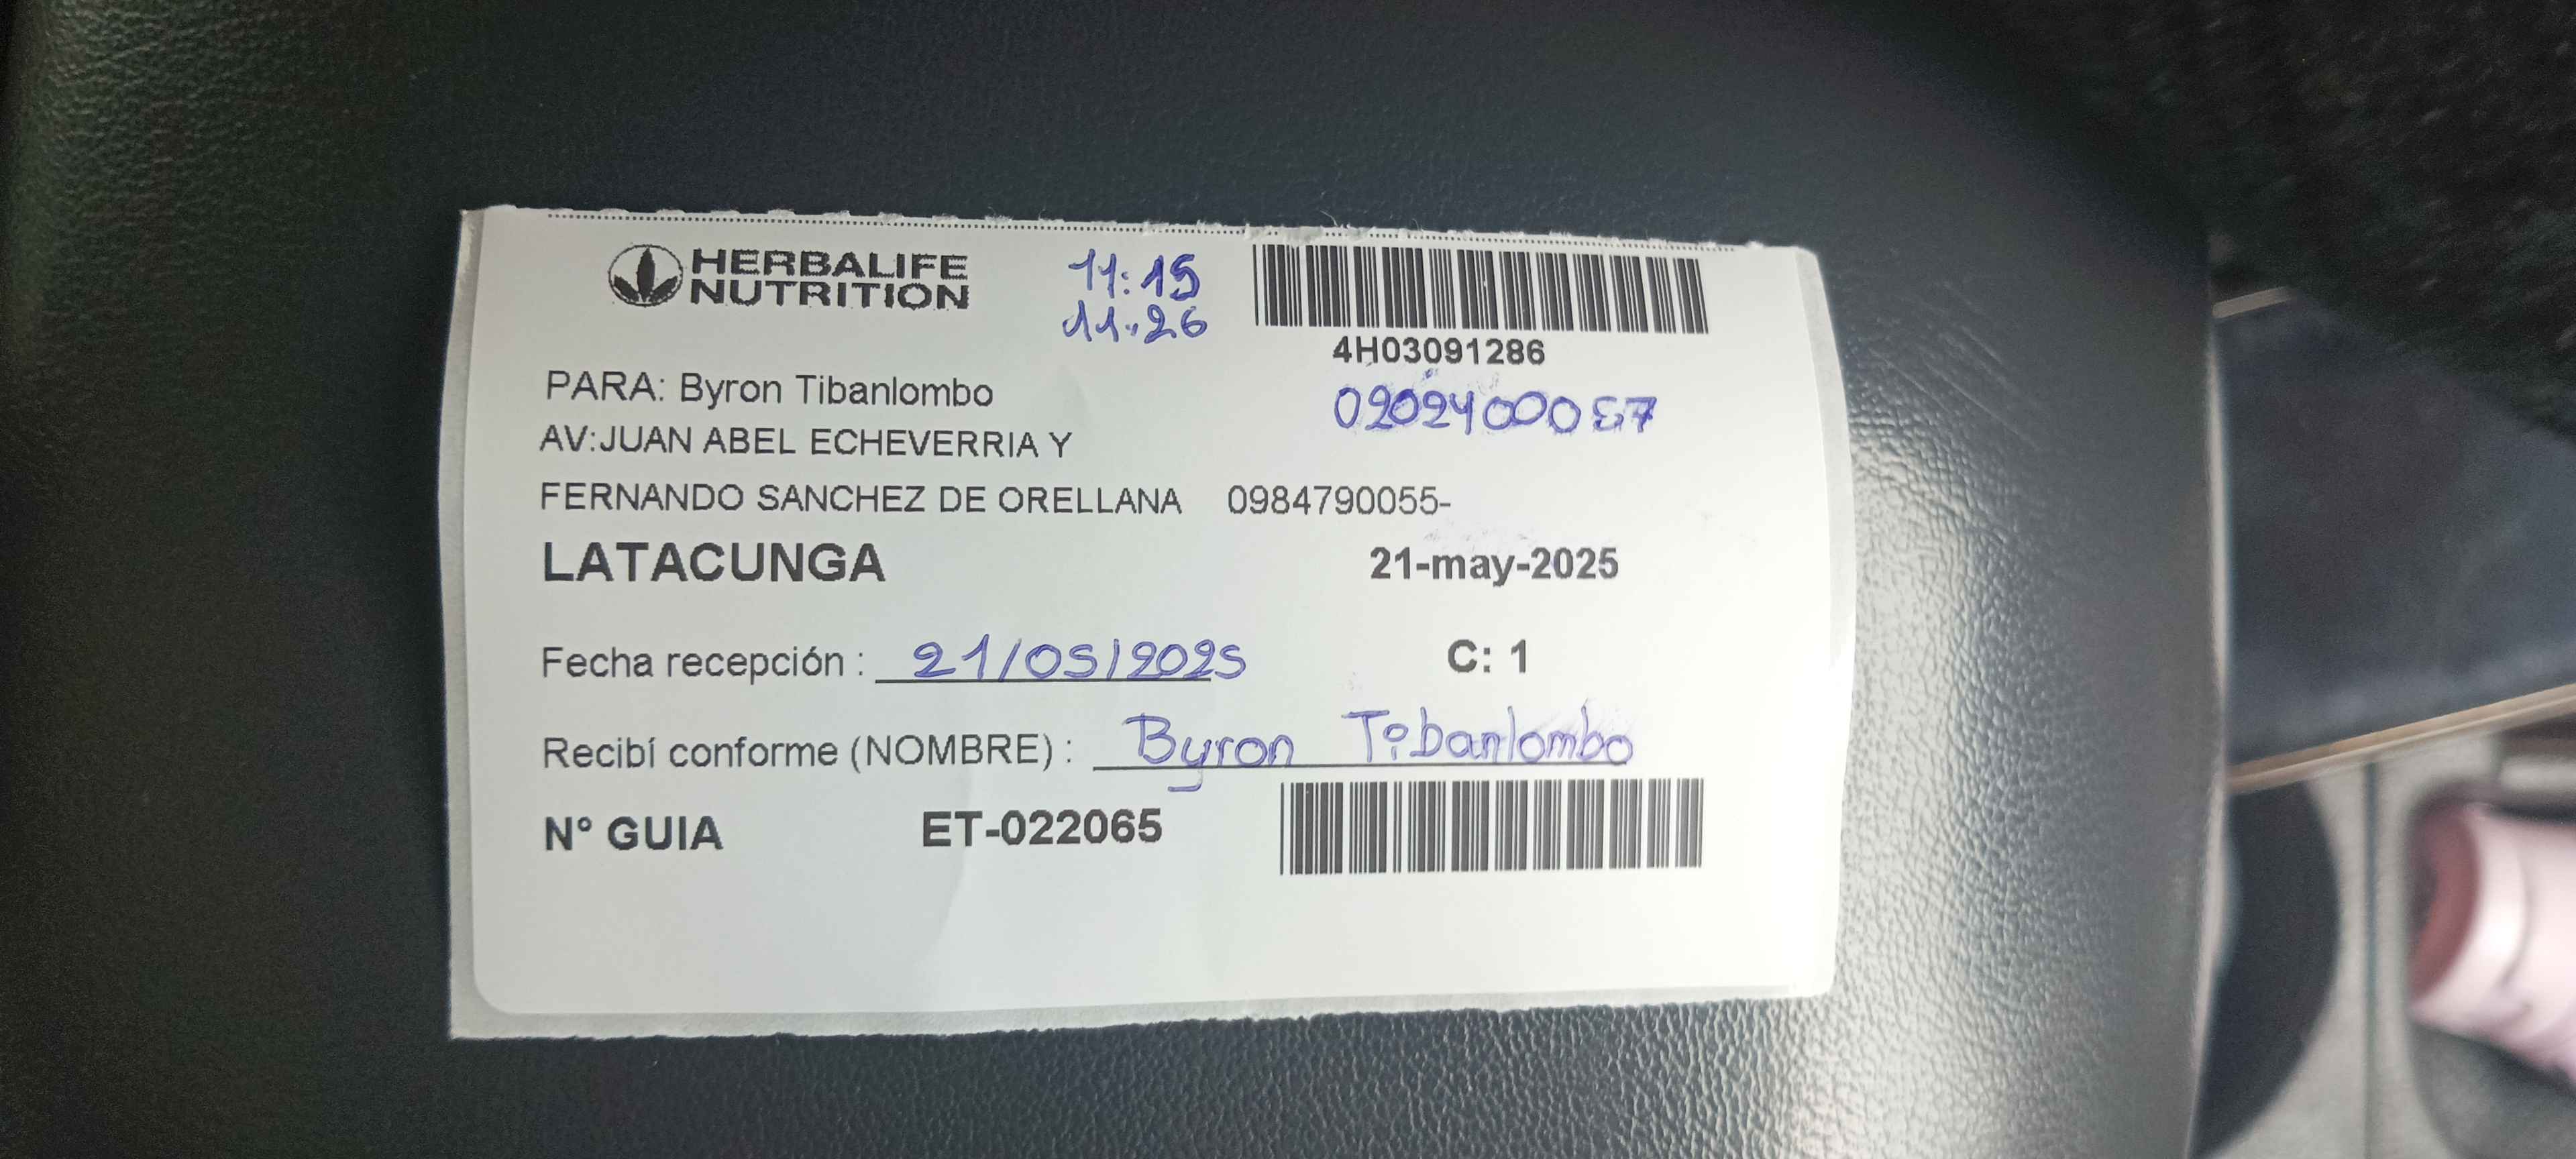 HERBALIFE
NUTRITION
11:15
11:26
4H03091286
PARA: Byron Tibanlombo
AV:JUAN ABEL ECHEVERRIA Y
FERNANDO SANCHEZ DE ORELLANA 0984790055-
LATACUNGA 21-may-2025
Fecha recepción : 21/05/2025 C: 1
Recibí conforme (NOMBRE) : Byron Tibanlombo
N° GUIA ET-022065